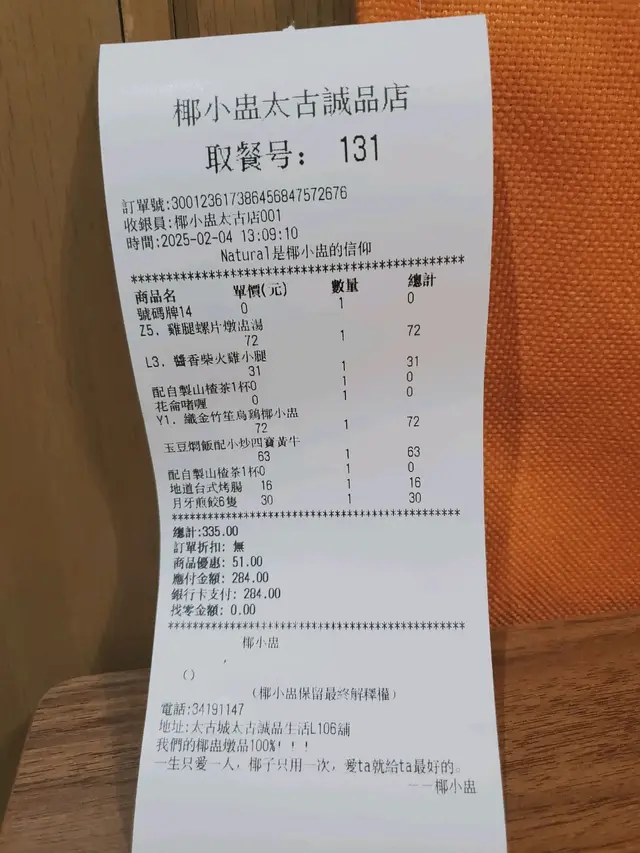 椰小盅太古誠品店
取餐号： 131
訂單號:300123617386456847572676
收銀員:椰小盅太古店001
時間:2025-02-04 13:09:10
Natural是椰小盅的信仰
************************************************
商品名 單價(元) 數量 總計
號碼牌14 0 1 0
Z5. 雞腿螺片燉盅湯
72 1 72
L3. 醬香柴火雞小腿
31 1 31
配自製山楂茶1杯0 1 0
花侖啫喱 0 1 0
Y1. 織金竹笙烏鷄椰小盅
72 1 72
玉豆燜飯配小炒四寶黃牛
63 1 63
配自製山楂茶1杯0 1 0
地道台式烤腸 16 1 16
月牙煎餃6隻 30 1 30
************************************************
總計:335.00
訂單折扣: 無
商品優惠: 51.00
應付金額: 284.00
銀行卡支付: 284.00
找零金額: 0.00
************************************************
椰小盅
，
()
(椰小盅保留最終解釋權)
電話:34191147
地址:太古城太古誠品生活L106舖
我們的椰盅燉品100%！！！
一生只愛一人，椰子只用一次，愛ta就給ta最好的。
——椰小盅